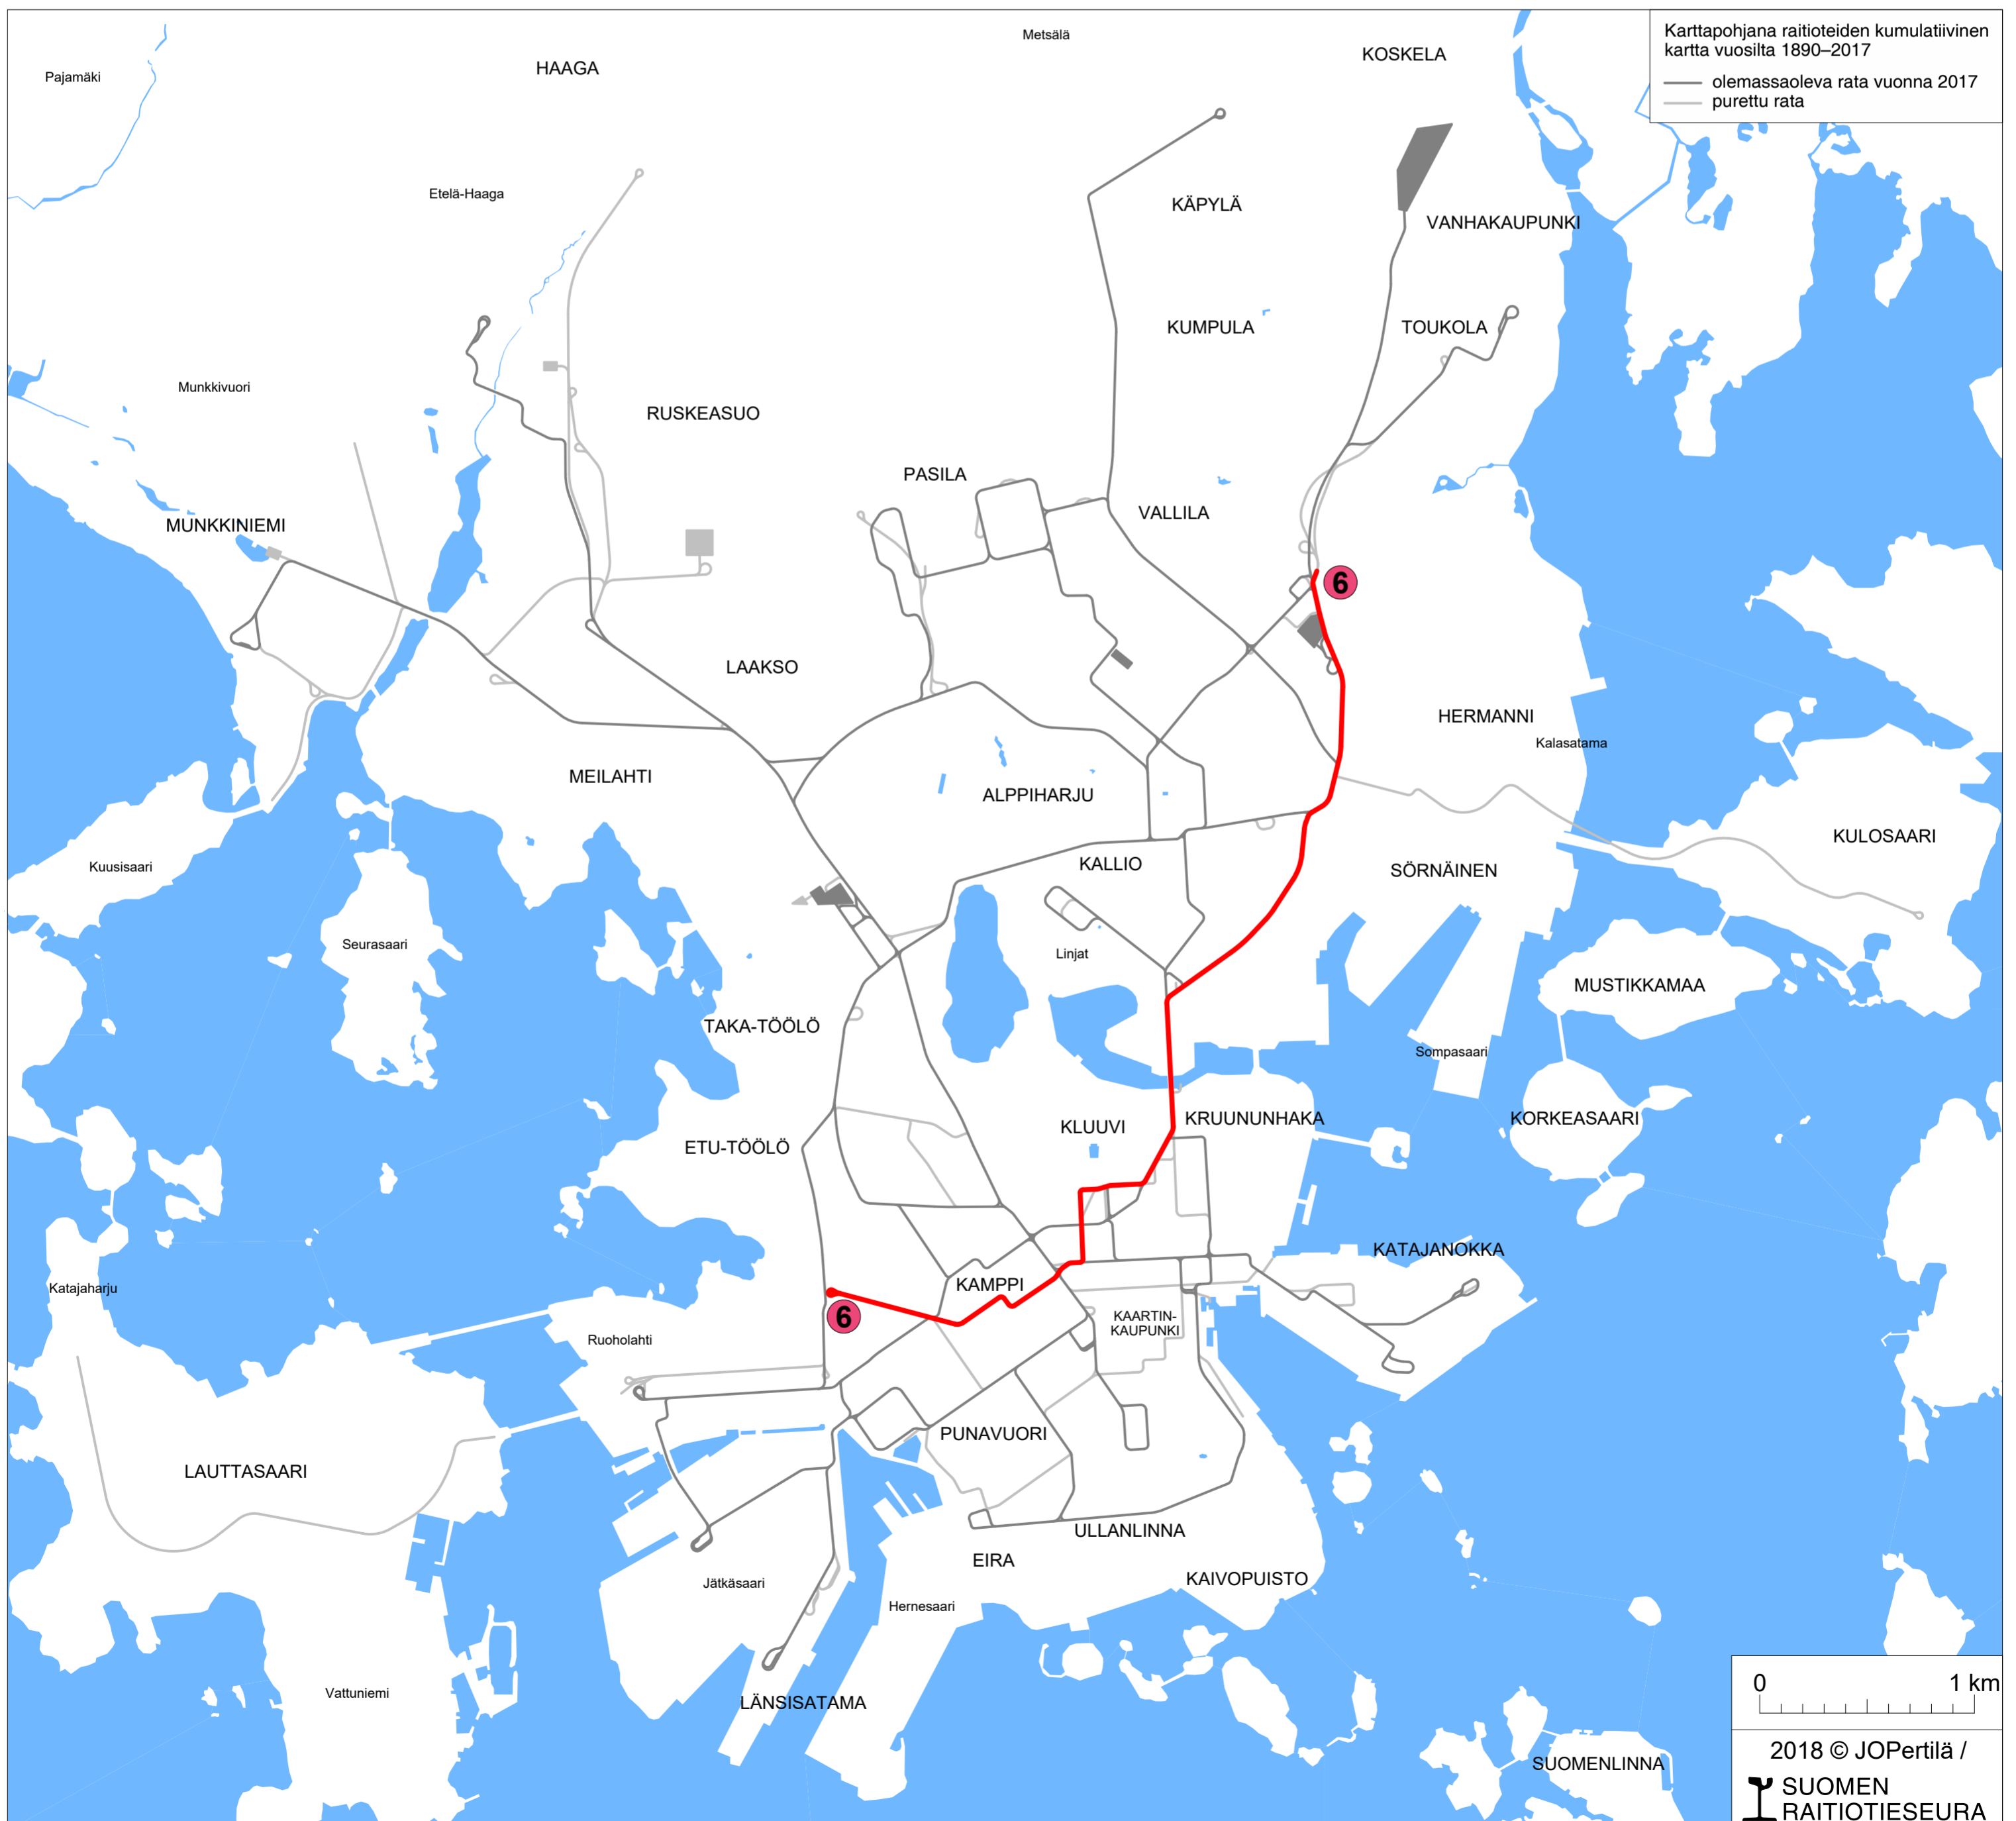 Karttapohjana raitioteiden kumulatiivinen
kartta vuosilta 1890–2017
olemassaoleva rata vuonna 2017
purettu rata
Metsälä
KOSKELA
HAAGA
Pajamäki
Etelä-Haaga
KÄPYLÄ
VANHAKAUPUNKI
KUMPULA
TOUKOLA
Munkkivuori
RUSKEASUO
PASILA
VALLILA
MUNKKINIEMI
6
LAAKSO
HERMANNI
Kalasatama
MEILAHTI
ALPPIHARJU
KULOSAARI
Kuusisaari
KALLIO
SÖRNÄINEN
Seurasaari
Linjat
MUSTIKKAMAA
TAKA-TÖÖLÖ
Sompasaari
KLUUVI
KRUUNUNHAKA
KORKEASAARI
ETU-TÖÖLÖ
KATAJANOKKA
Katajaharju
KAMPPI
6
KAARTIN-
KAUPUNKI
Ruoholahti
PUNAVUORI
LAUTTASAARI
ULLANLINNA
EIRA
Jätkäsaari
KAIVOPUISTO
Hernesaari
Vattuniemi
LÄNSISATAMA
SUOMENLINNA
0 1 km
2018 © JOPertilä /
SUOMEN
RAITIOTIESEURA